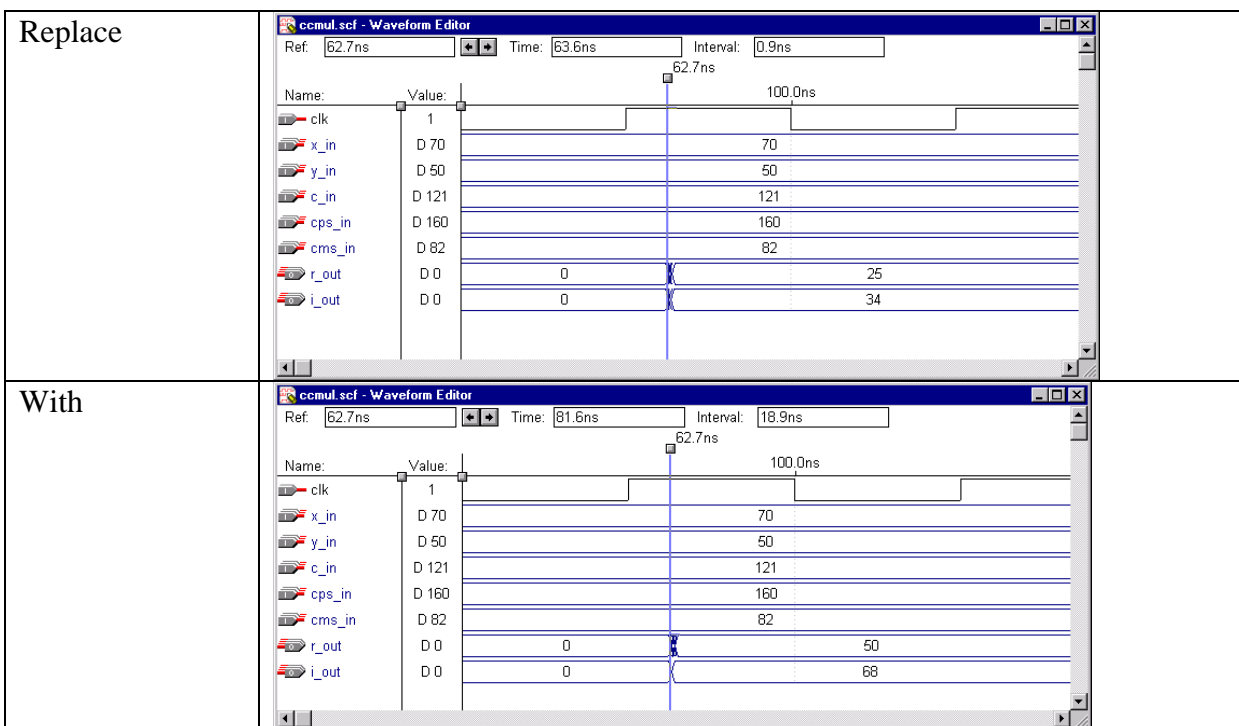 Replace
ccmul.scf - Waveform Editor
Ref: 62.7ns Time: 63.6ns Interval: 0.9ns
62.7ns
Name: Value: 100.0ns
clk 1
x_in D 70 70
y_in D 50 50
c_in D 121 121
cps_in D 160 160
cms_in D 82 82
r_out D 0 0 25
i_out D 0 0 34
With
ccmul.scf - Waveform Editor
Ref: 62.7ns Time: 81.6ns Interval: 18.9ns
62.7ns
Name: Value: 100.0ns
clk 1
x_in D 70 70
y_in D 50 50
c_in D 121 121
cps_in D 160 160
cms_in D 82 82
r_out D 0 0 50
i_out D 0 0 68